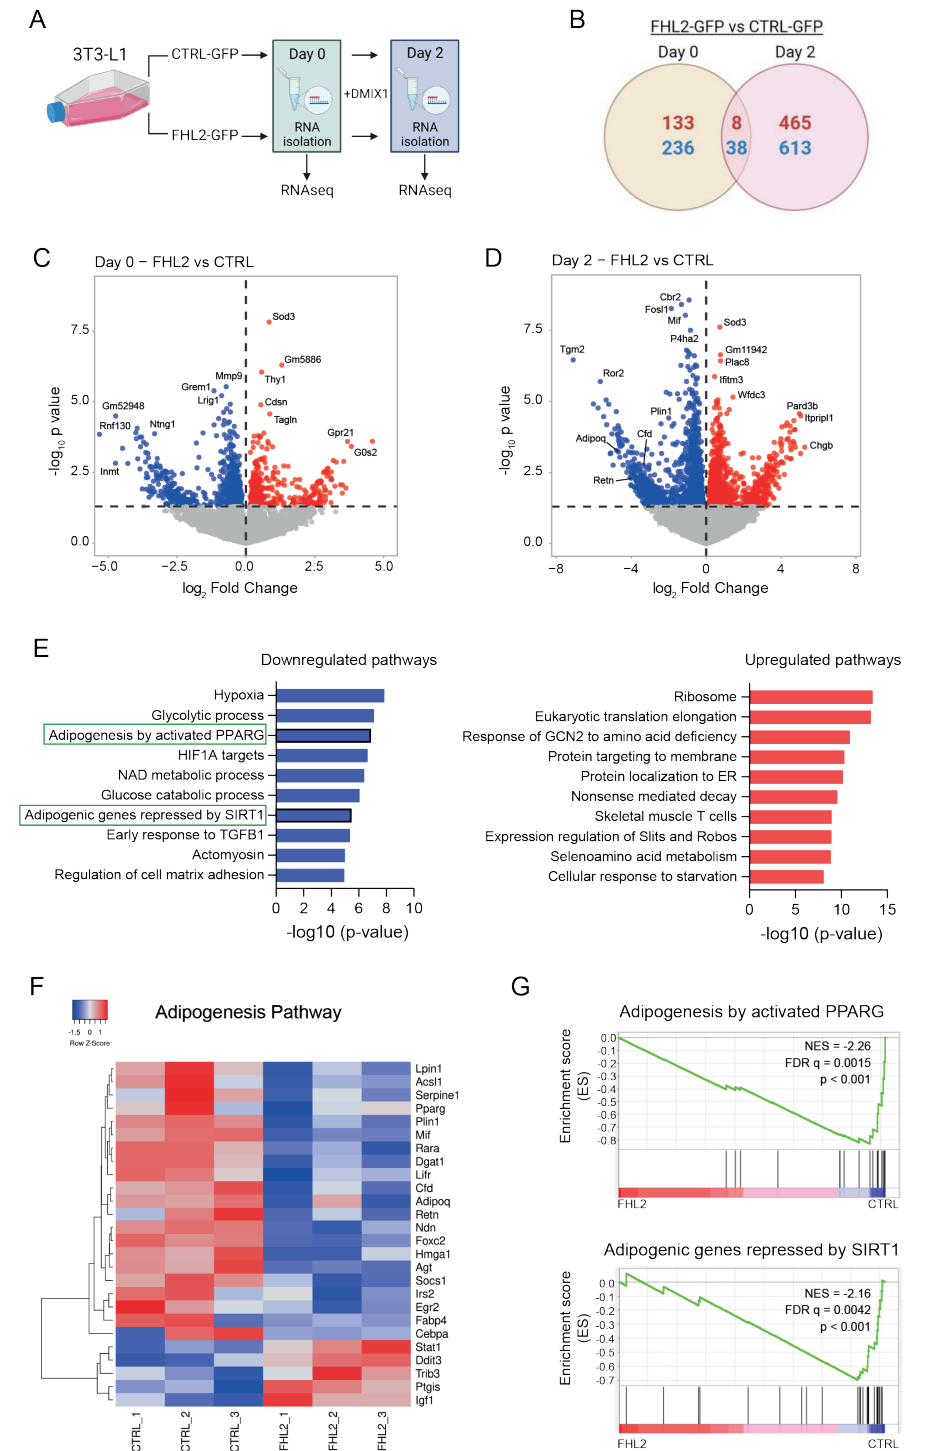 A
3T3-L1
CTRL-GFP
FHL2-GFP
Day 0
RNA
isolation
+DMIX1
Day 2
RNA
isolation
RNAseq
RNAseq
B
FHL2-GFP vs CTRL-GFP
Day 0
Day 2
133
8
465
236
38
613
C
Day 0 – FHL2 vs CTRL
-log10 p value
7.5
5.0
2.5
0.0
Sod3
Gm5886
Thy1
Mmp9
Grem1
Lrig1
Cdsn
Tagln
Gm52948
Rnf130
Ntng1
Inmt
Gpr21
G0s2
−5.0
−2.5
0.0
2.5
5.0
log2 Fold Change
D
Day 2 – FHL2 vs CTRL
-log10 p value
7.5
5.0
2.5
0.0
Cbr2
Fosl1
Mif
Sod3
P4ha2
Tgm2
Gm11942
Plac8
Ror2
Ifitm3
Wfdc3
Plin1
Pard3b
Itpripl1
Adipoq
Cfd
Chgb
Retn
−8
−4
0
4
8
log2 Fold Change
E
Downregulated pathways
Hypoxia
Glycolytic process
Adipogenesis by activated PPARG
HIF1A targets
NAD metabolic process
Glucose catabolic process
Adipogenic genes repressed by SIRT1
Early response to TGFB1
Actomyosin
Regulation of cell matrix adhesion
0 2 4 6 8 10
-log10 (p-value)
Upregulated pathways
Ribosome
Eukaryotic translation elongation
Response of GCN2 to amino acid deficiency
Protein targeting to membrane
Protein localization to ER
Nonsense mediated decay
Skeletal muscle T cells
Expression regulation of Slits and Robos
Selenoamino acid metabolism
Cellular response to starvation
0 5 10 15
-log10 (p-value)
F
-1.5 0 1
Row Z-Score
Adipogenesis Pathway
Lpin1
Acsl1
Serpine1
Pparg
Plin1
Mif
Rara
Dgat1
Lifr
Cfd
Adipoq
Retn
Ndn
Foxc2
Hmga1
Agt
Socs1
Irs2
Egr2
Fabp4
Cebpa
Stat1
Ddit3
Trib3
Ptgis
Igf1
CTRL_1
CTRL_2
CTRL_3
FHL2_1
FHL2_2
FHL2_3
G
Adipogenesis by activated PPARG
Enrichment score
(ES)
0.0
-0.1
-0.2
-0.3
-0.4
-0.5
-0.6
-0.7
-0.8
NES = -2.26
FDR q = 0.0015
p < 0.001
FHL2
CTRL
Adipogenic genes repressed by SIRT1
Enrichment score
(ES)
0.0
-0.1
-0.2
-0.3
-0.4
-0.5
-0.6
-0.7
NES = -2.16
FDR q = 0.0042
p < 0.001
FHL2
CTRL